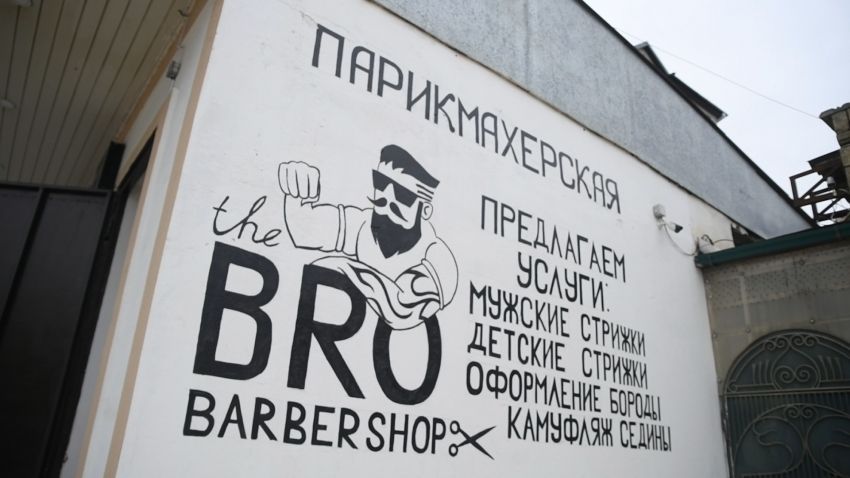 ПАРИКМАХЕРСКАЯ
the
BRO
BARBERSHOP
ПРЕДЛАГАЕМ
УСЛУГИ:
МУЖСКИЕ СТРИЖКИ
ДЕТСКИЕ СТРИЖКИ
ОФОРМЛЕНИЕ БОРОДЫ
КАМУФЛЯЖ СЕДИНЫ